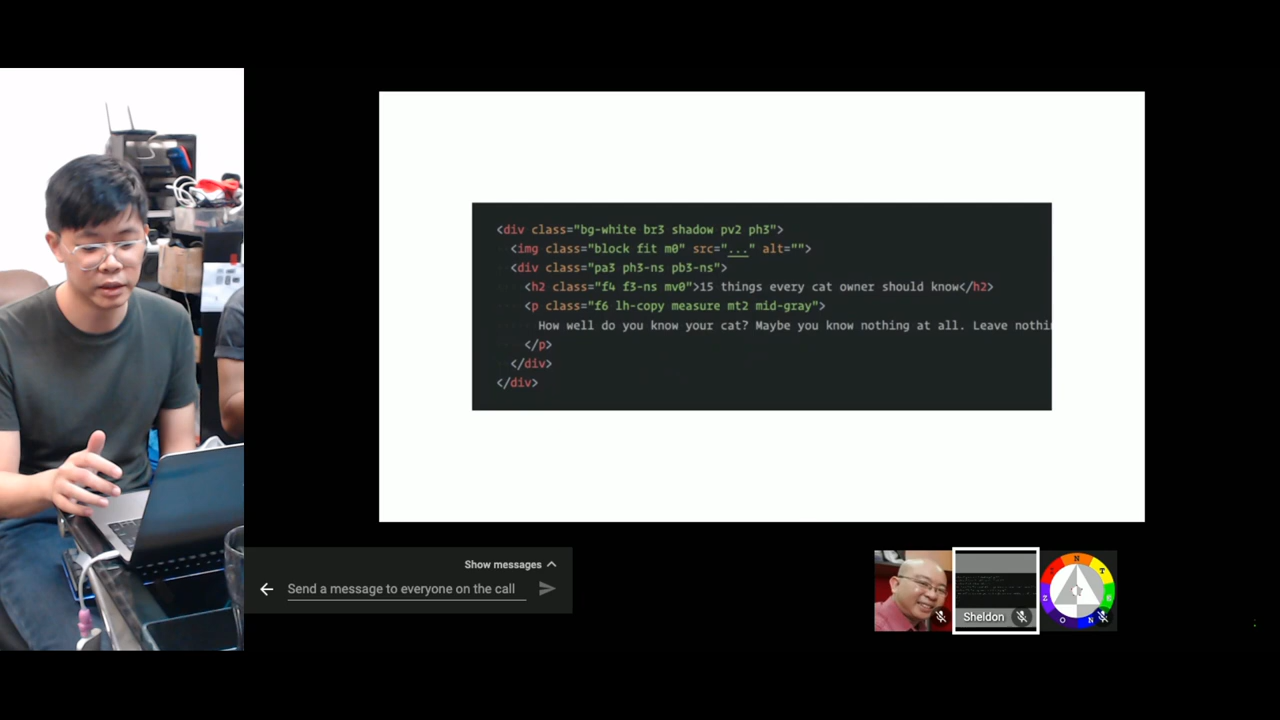 <div class="bg-white br3 shadow pv2 ph3">
<img class="block fit m0" src="..." alt="">
<div class="pa3 ph3-ns pb3-ns">
<h2 class="f4 f3-ns mv0">15 things every cat owner should know</h2>
<p class="f6 lh-copy measure mt2 mid-gray">
How well do you know your cat? Maybe you know nothing at all. Leave nothin
</p>
</div>
</div>
Show messages
Send a message to everyone on the call
Sheldon
N
T
E
N
O
Z